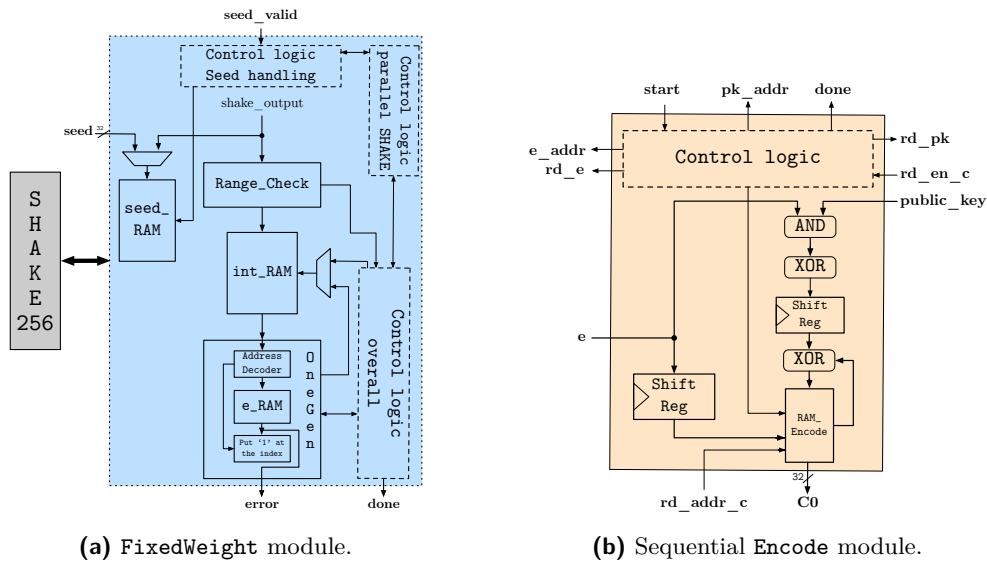 seed_valid
Control logic
Seed handling
Control logic
parallel SHAKE
shake_output
seed
32
seed_
RAM
Range_Check
S
H
A
K
E
256
int_RAM
Control logic
overall
Address
Decoder
e_RAM
Put ‘1’ at
the index
O
n
e
G
e
n
error
done
(a) FixedWeight module.
start
pk_addr
done
e_addr
rd_e
Control logic
rd_pk
rd_en_c
public_key
AND
XOR
Shift
Reg
e
XOR
Shift
Reg
RAM_
Encode
rd_addr_c
32
C0
(b) Sequential Encode module.